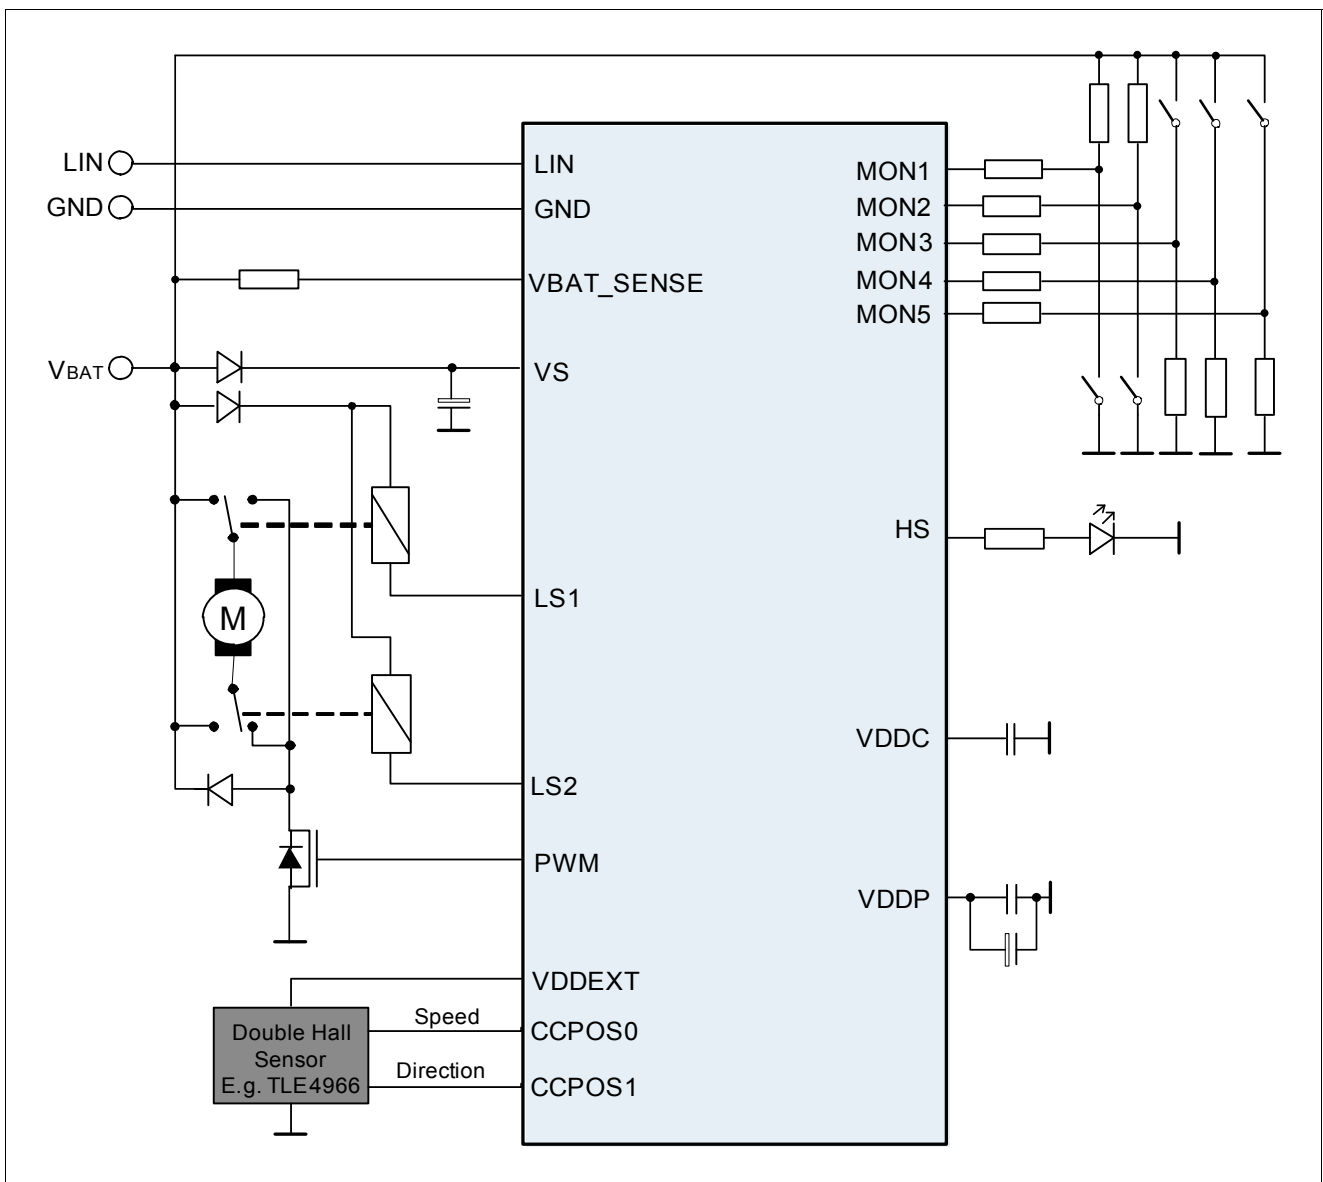 LIN
GND
VBAT
LIN
GND
VBAT_SENSE
VS
LS1
LS2
PWM
VDDEXT
CCPOS0
CCPOS1
MON1
MON2
MON3
MON4
MON5
HS
VDDC
VDDP
M
Speed
Direction
Double Hall
Sensor
E.g. TLE4966